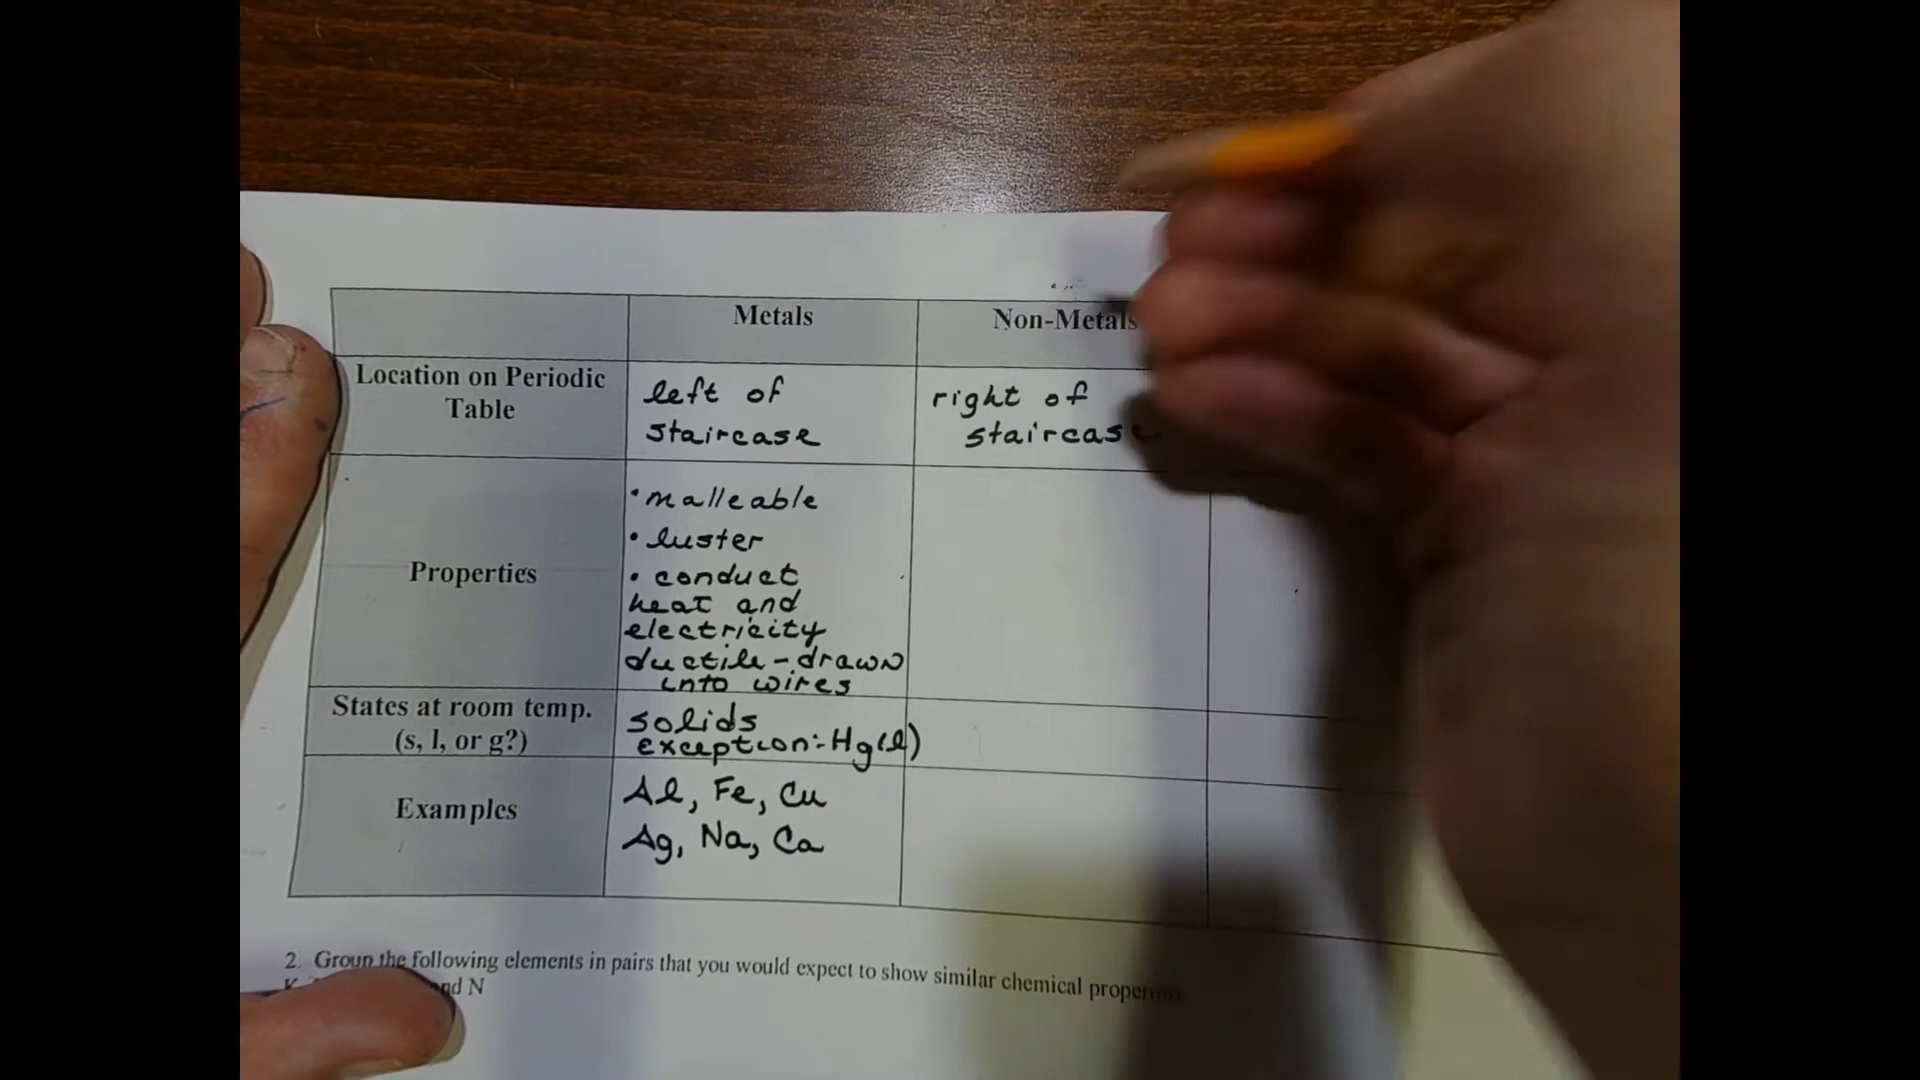 Metals
Non-Metals
Location on Periodic
Table
left of
staircase
right of
staircase
Properties
• malleable
• luster
• conduct
heat and
electricity
ductile - drawn
into wires
States at room temp.
(s, l, or g?)
solids
exception:- Hg(l)
Examples
Al, Fe, Cu
Ag, Na, Ca
2. Group the following elements in pairs that you would expect to show similar chemical
and N